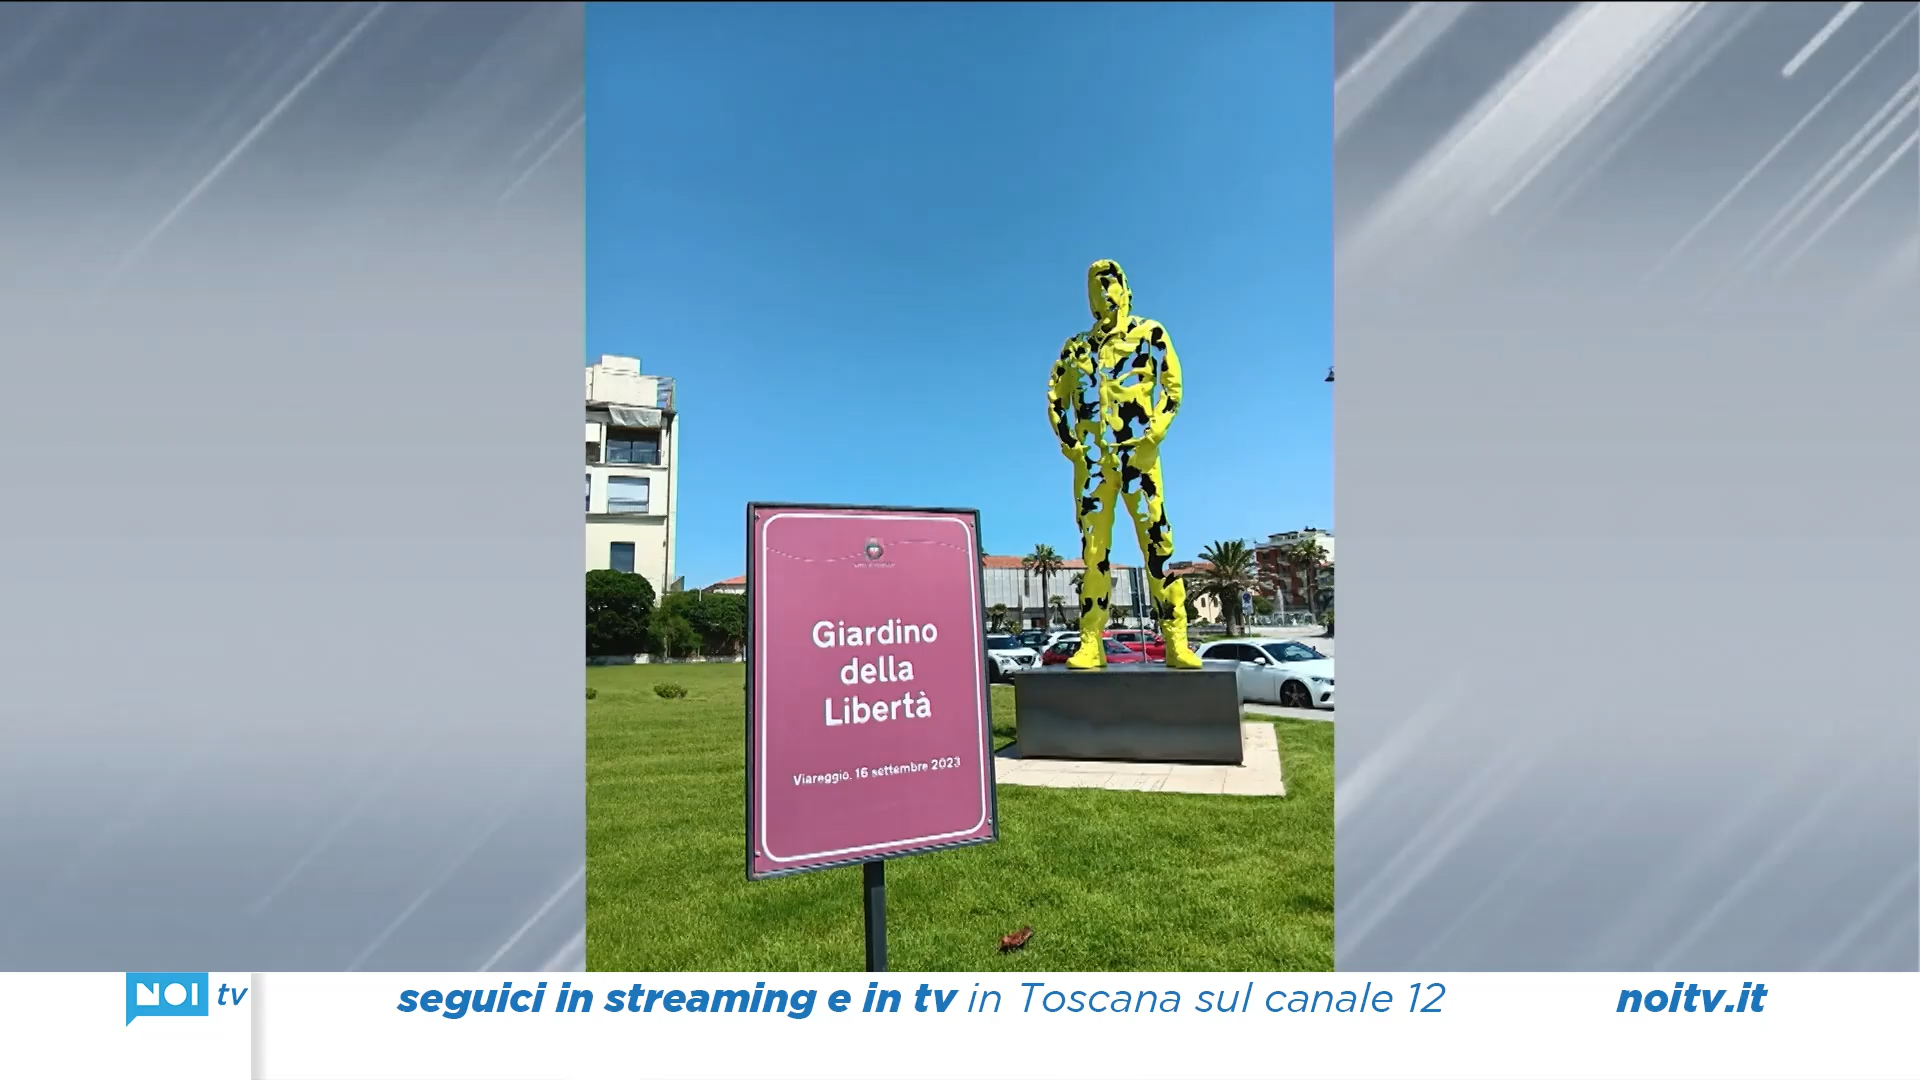 Giardino
della
Libertà
Viareggio, 16 settembre 2023
NOI tv
seguici in streaming e in tv in Toscana sul canale 12
noitv.it